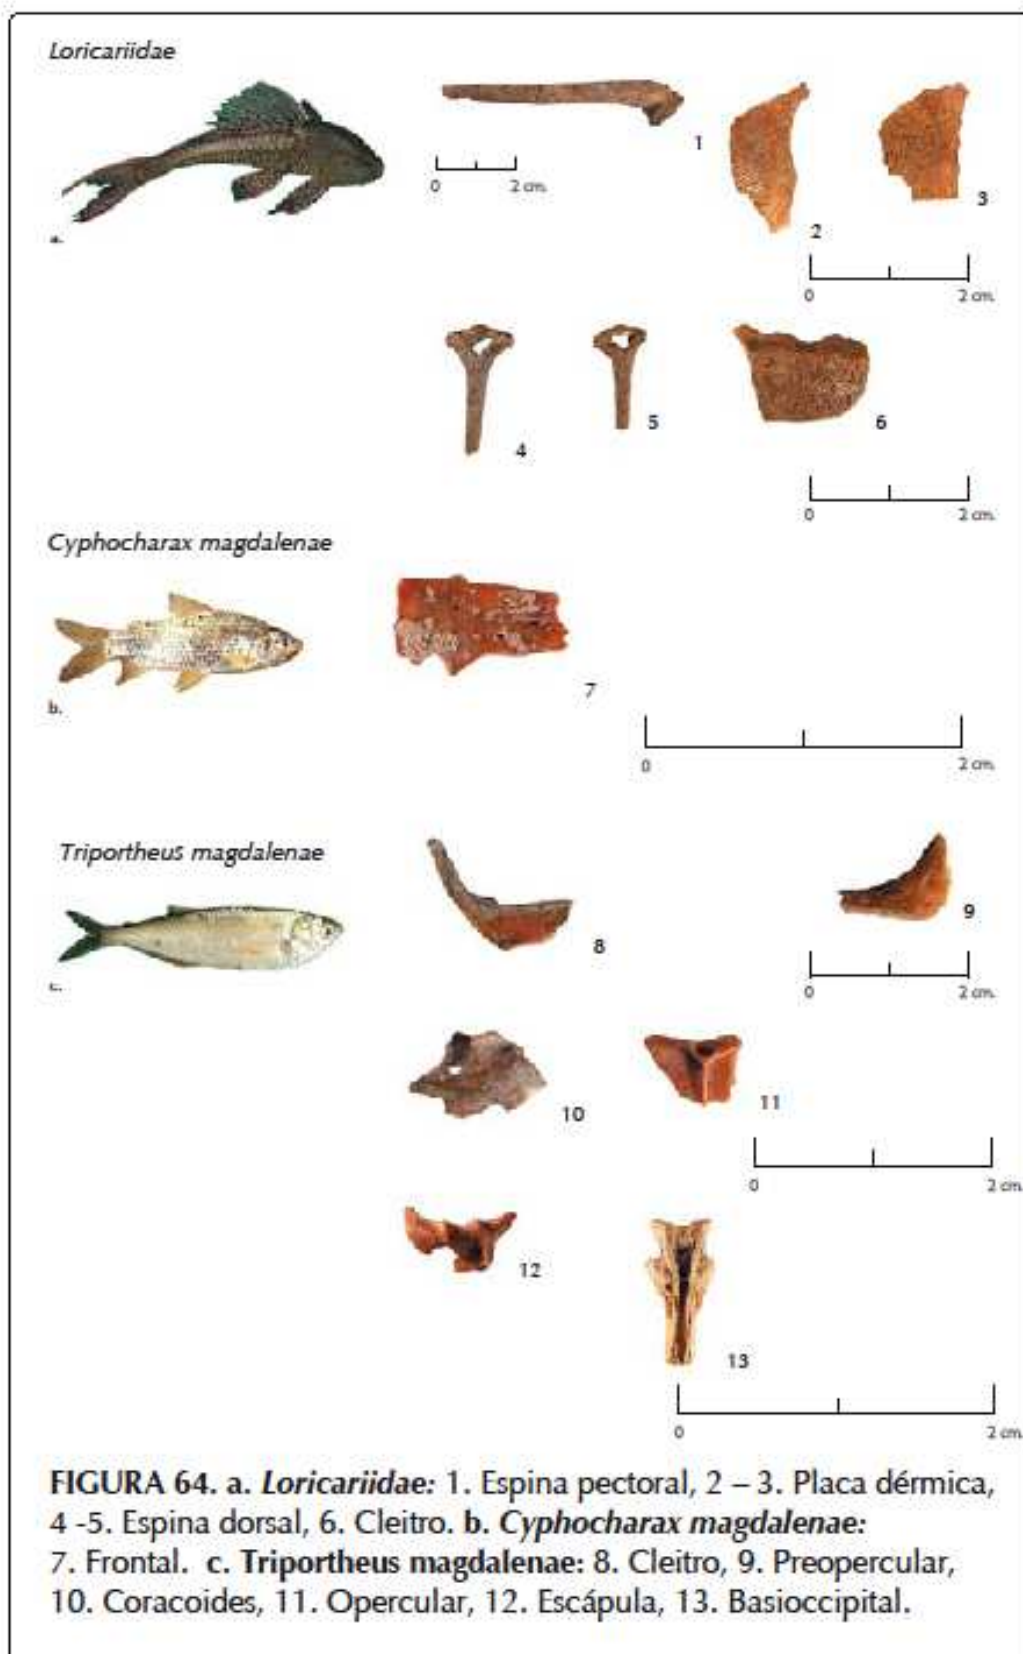 Loricariidae
1
0 2 cm.
2
3
0 2 cm.
a.
4
5
6
0 2 cm.
Cyphocharax magdalenae
7
b.
0 2 cm.
Triportheus magdalenae
8
9
0 2 cm.
c.
10
11
0 2 cm.
12
13
0 2 cm.
FIGURA 64. a. Loricariidae: 1. Espina pectoral, 2 – 3. Placa dérmica,
4 -5. Espina dorsal, 6. Cleitro. b. Cyphocharax magdalenae:
7. Frontal. c. Triportheus magdalenae: 8. Cleitro, 9. Preopercular,
10. Coracoides, 11. Opercular, 12. Escápula, 13. Basioccipital.